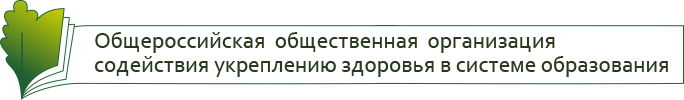 Общероссийская общественная организация
содействия укреплению здоровья в системе образования